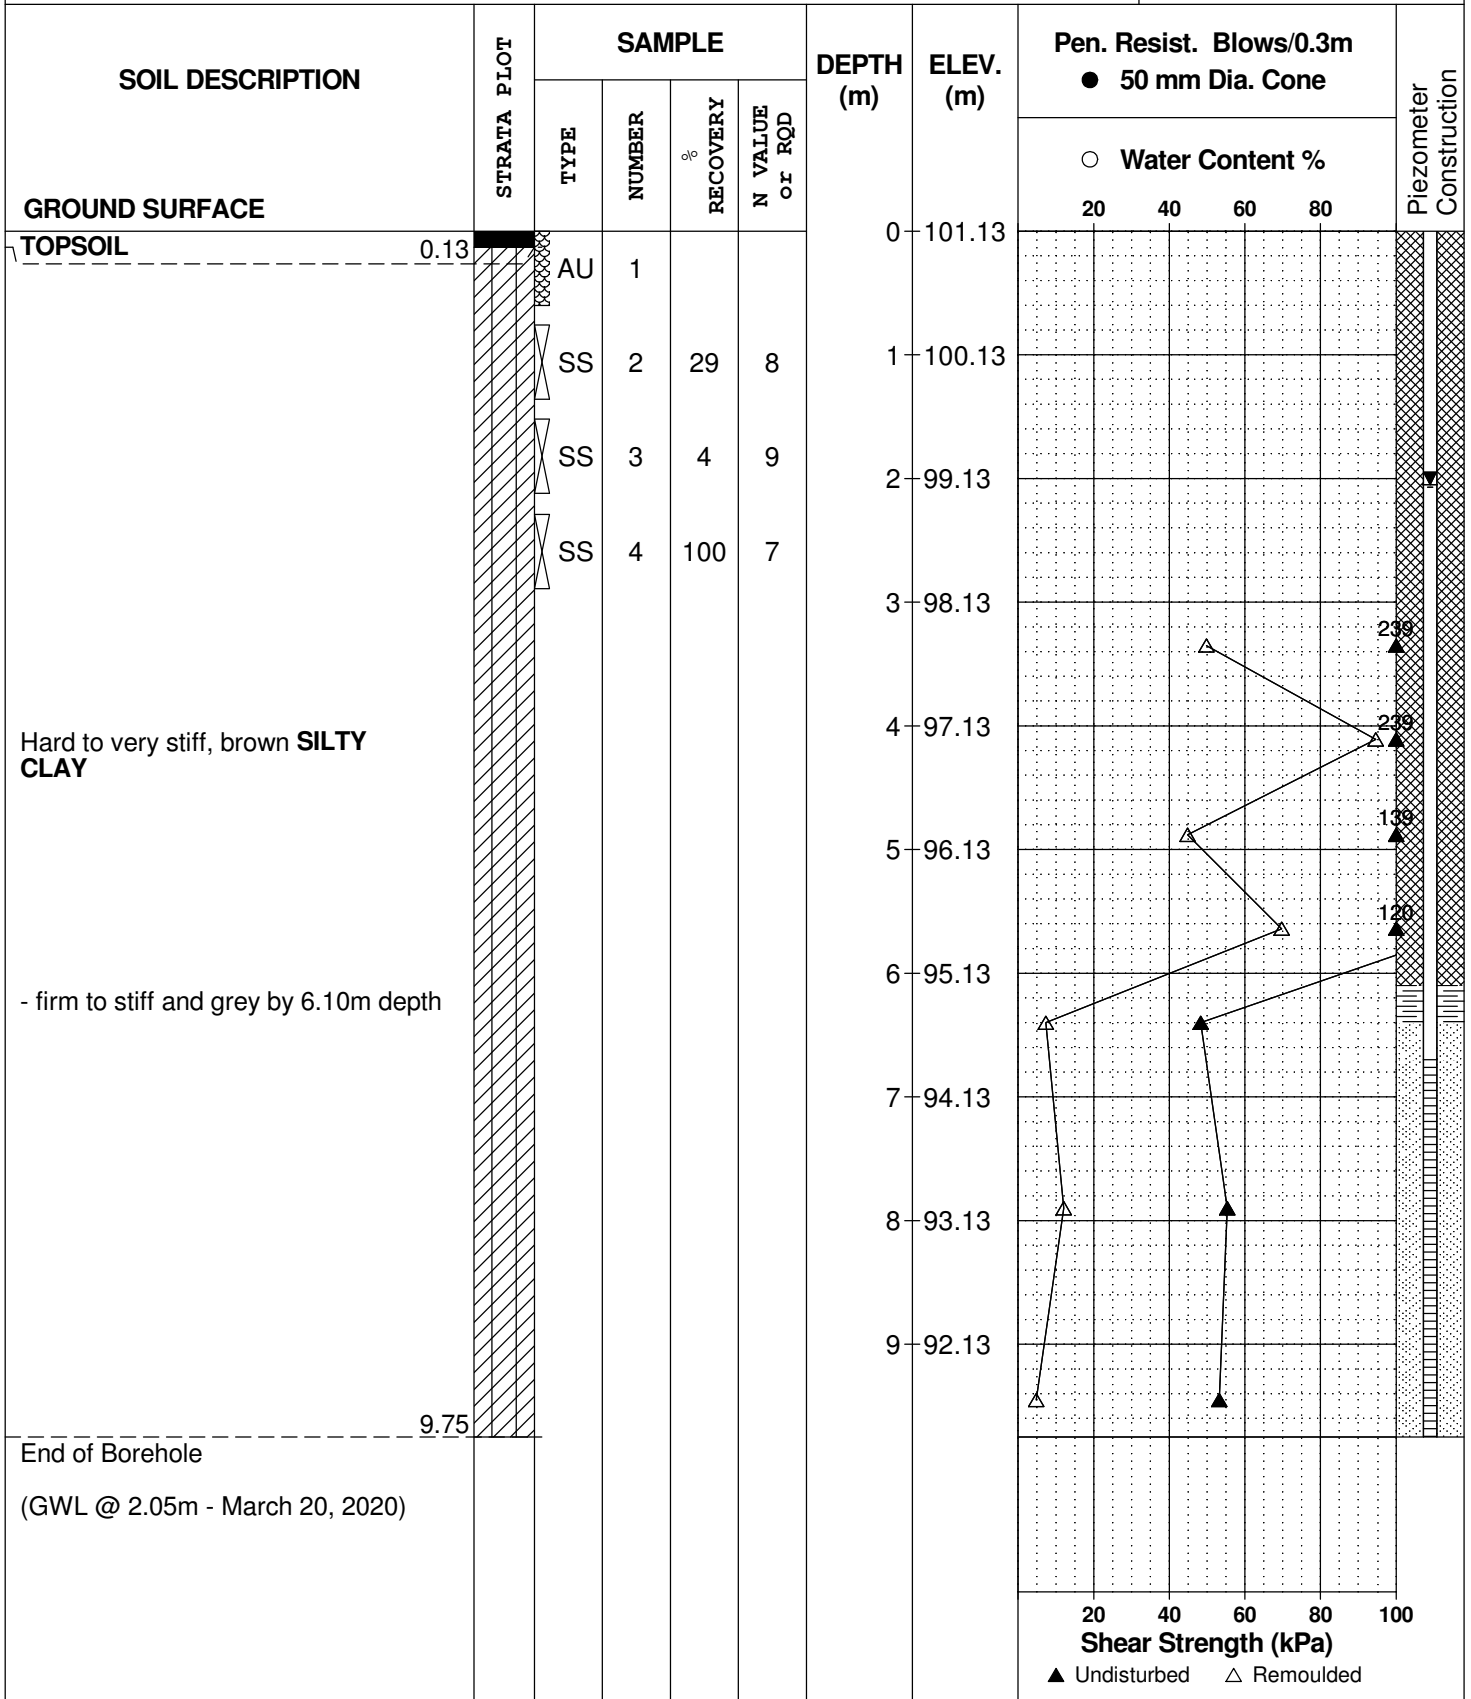 SOIL DESCRIPTION
GROUND SURFACE
STRATA PLOT
SAMPLE
TYPE
NUMBER
%
RECOVERY
N VALUE
or RQD
DEPTH
(m)
ELEV.
(m)
Pen. Resist. Blows/0.3m
● 50 mm Dia. Cone
○ Water Content %
20 40 60 80
Piezometer
Construction
TOPSOIL 0.13
AU 1
SS 2 29 8
SS 3 4 9
SS 4 100 7
0 101.13
1 100.13
2 99.13
3 98.13
4 97.13
5 96.13
6 95.13
7 94.13
8 93.13
9 92.13
239
239
139
120
Hard to very stiff, brown SILTY
CLAY
- firm to stiff and grey by 6.10m depth
9.75
End of Borehole
(GWL @ 2.05m - March 20, 2020)
20 40 60 80 100
Shear Strength (kPa)
▲ Undisturbed △ Remoulded